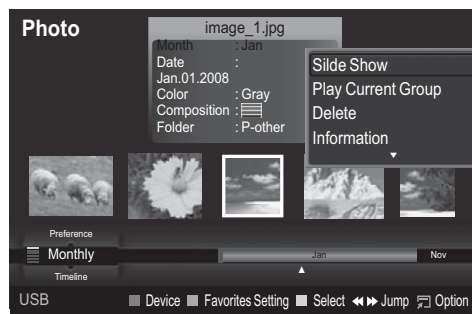 Photo
image_1.jpg
Month : Jan
Date :
Jan.01.2008
Color : Gray
Composition :
Folder : P-other
Silde Show
Play Current Group
Delete
Information
Preference
Monthly
Timeline
Jan
Nov
USB
Device
Favorites Setting
Select
Jump
Option